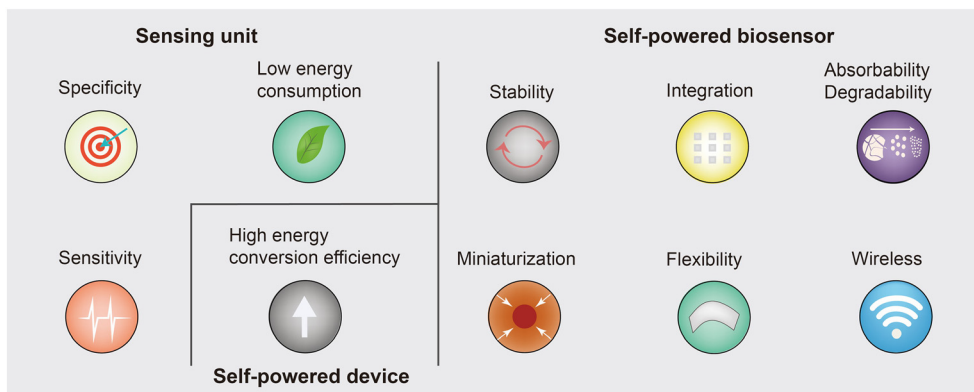 Sensing unit
Specificity
Low energy
consumption
Sensitivity
High energy
conversion efficiency
Self-powered device
Self-powered biosensor
Stability
Integration
Absorbability
Degradability
Miniaturization
Flexibility
Wireless